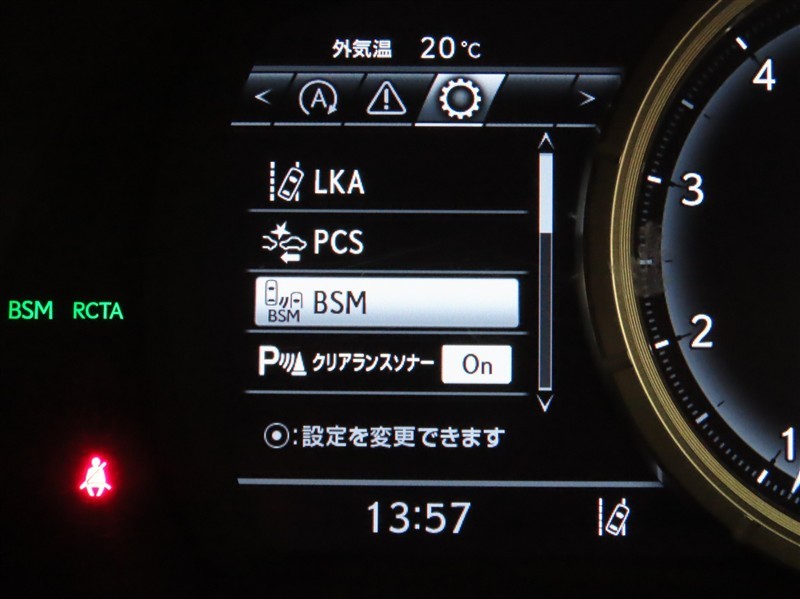 外気温 20℃
< A >
LKA
PCS
BSM BSM
P クリアランスソナー On
:設定を変更できます
13:57
BSM RCTA
4
3
2
1